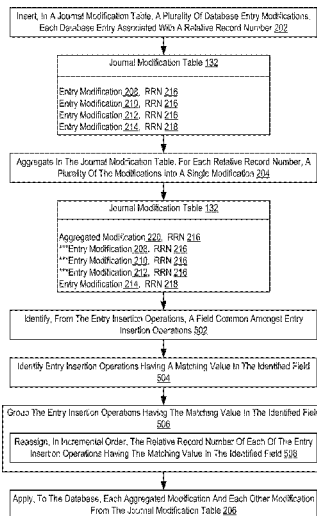 Insert, In A Journal Modification Table, A Plurality Of Database Entry Modifications,
Each Database Entry Associated With A Relative Record Number 202
Journal Modification Table 132
Entry Modification 208, RRN 216
Entry Modification 210, RRN 216
Entry Modification 212, RRN 216
Entry Modification 214, RRN 218
Aggregate In The Journal Modification Table, For Each Relative Record Number, A
Plurality Of The Modifications Into A Single Modification 204
Journal Modification Table 132
Aggregated Modification 220, RRN 216
***Entry Modification 208, RRN 216
***Entry Modification 210, RRN 216
***Entry Modification 212, RRN 216
Entry Modification 214, RRN 218
Identify, From The Entry Insertion Operations, A Field Common Amongst Entry
Insertion Operations 502
Identify Entry Insertion Operations Having A Matching Value In The Identified Field
504
Group The Entry Insertion Operations Having The Matching Value In The Identified Field
506
Reassign, In Incremental Order, The Relative Record Number Of Each Of The Entry
Insertion Operations Having The Matching Value In The Identified Field 508
Apply, To The Database, Each Aggregated Modification And Each Other Modification
From The Journal Modification Table 206